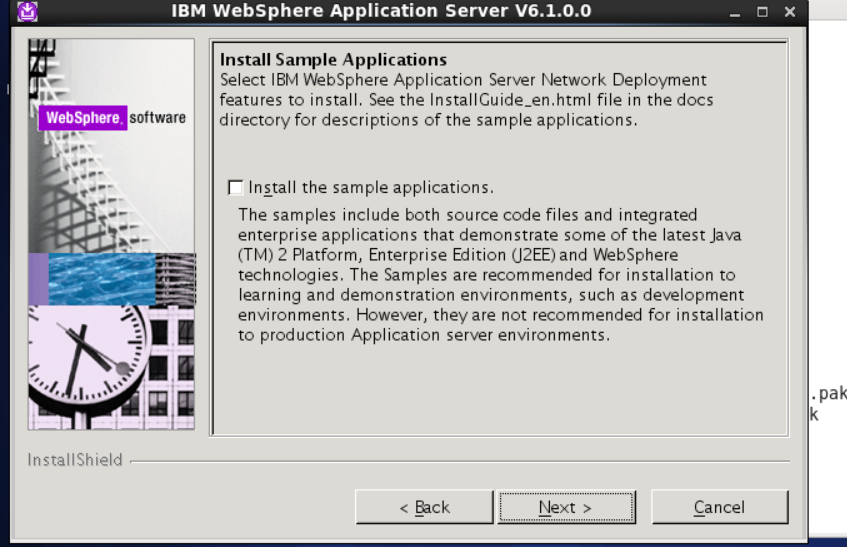 IBM WebSphere Application Server V6.1.0.0
WebSphere. software
Install Sample Applications
Select IBM WebSphere Application Server Network Deployment
features to install. See the InstallGuide_en.html file in the docs
directory for descriptions of the sample applications.
Install the sample applications.
The samples include both source code files and integrated
enterprise applications that demonstrate some of the latest Java
(TM) 2 Platform, Enterprise Edition (J2EE) and WebSphere
technologies. The Samples are recommended for installation to
learning and demonstration environments, such as development
environments. However, they are not recommended for installation
to production Application server environments.
.pak
k
InstallShield
< Back
Next >
Cancel